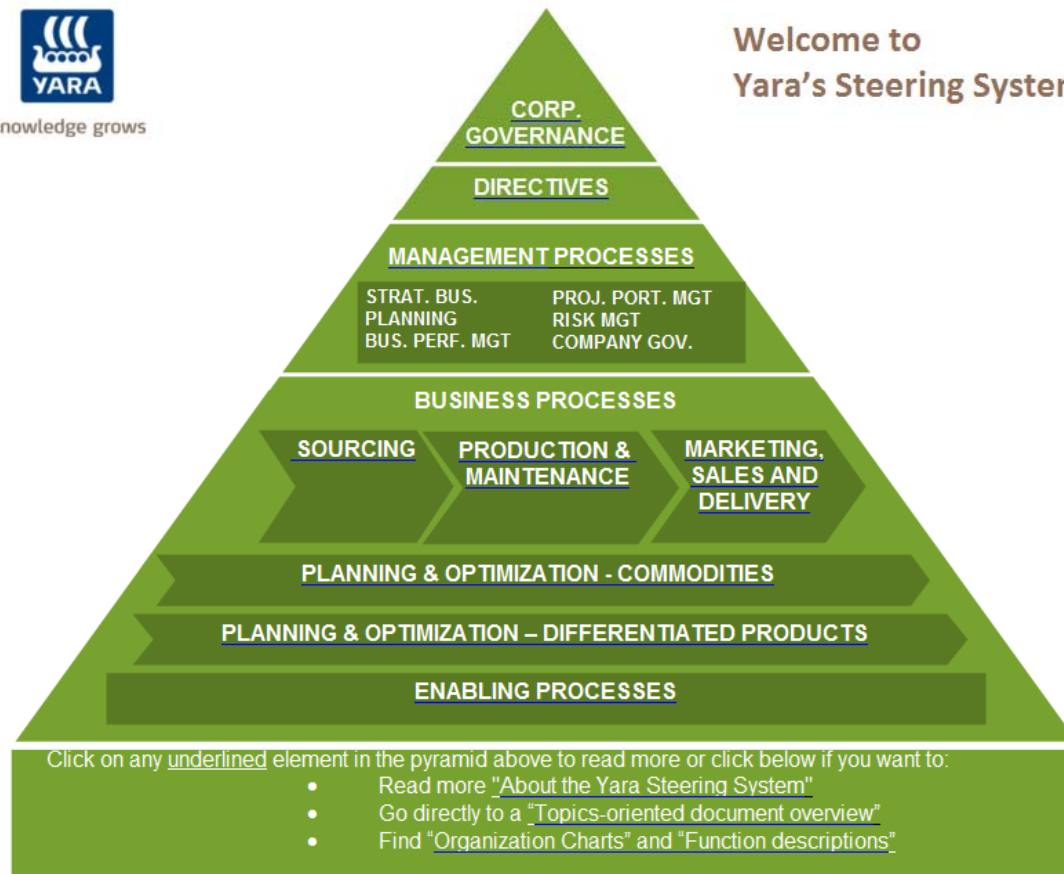 YARA
nowledge grows
Welcome to
Yara's Steering System
CORP.
GOVERNANCE
DIRECTIVES
MANAGEMENT PROCESSES
STRAT. BUS.
PLANNING
BUS. PERF. MGT
PROJ. PORT. MGT
RISK MGT
COMPANY GOV.
BUSINESS PROCESSES
SOURCING
PRODUCTION &
MAINTENANCE
MARKETING,
SALES AND
DELIVERY
PLANNING & OPTIMIZATION - COMMODITIES
PLANNING & OPTIMIZATION – DIFFERENTIATED PRODUCTS
ENABLING PROCESSES
Click on any underlined element in the pyramid above to read more or click below if you want to:
• Read more "About the Yara Steering System"
• Go directly to a “Topics-oriented document overview”
• Find “Organization Charts” and “Function descriptions”